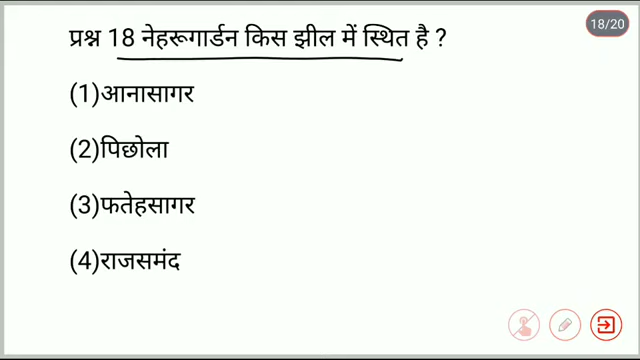 18/20
प्रश्न 18 नेहरूगार्डन किस झील में स्थित है ?
(1)आनासागर
(2)पिछोला
(3)फतेहसागर
(4)राजसमंद